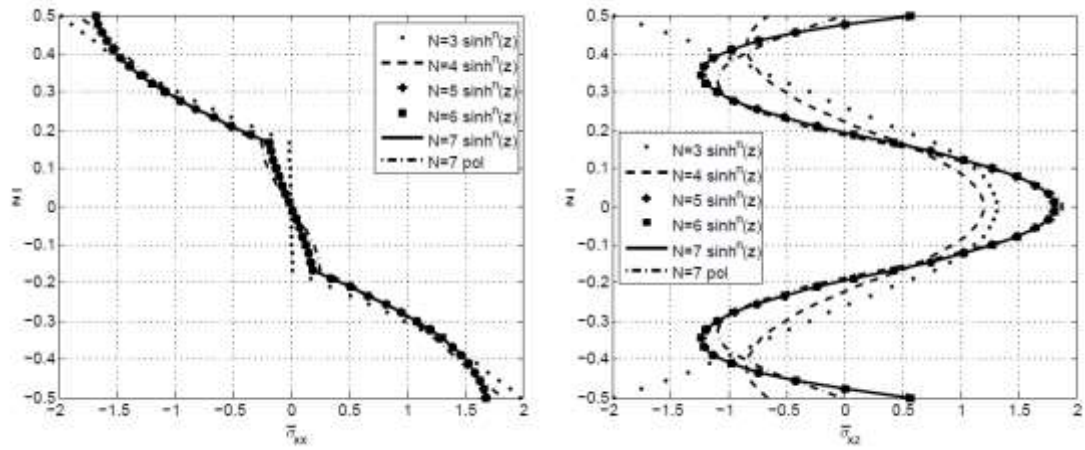 0.5
0.4
0.3
0.2
0.1
0
−0.1
−0.2
−0.3
−0.4
−0.5
−2 −1.5 −1 −0.5 0 0.5 1 1.5 2
σ̅xx
z̅
N=3 sinhⁿ(z)
N=4 sinhⁿ(z)
N=5 sinhⁿ(z)
N=6 sinhⁿ(z)
N=7 sinhⁿ(z)
N=7 pol
0.5
0.4
0.3
0.2
0.1
0
−0.1
−0.2
−0.3
−0.4
−0.5
−2 −1.5 −1 −0.5 0 0.5 1 1.5 2
σ̅xz
z̅
N=3 sinhⁿ(z)
N=4 sinhⁿ(z)
N=5 sinhⁿ(z)
N=6 sinhⁿ(z)
N=7 sinhⁿ(z)
N=7 pol